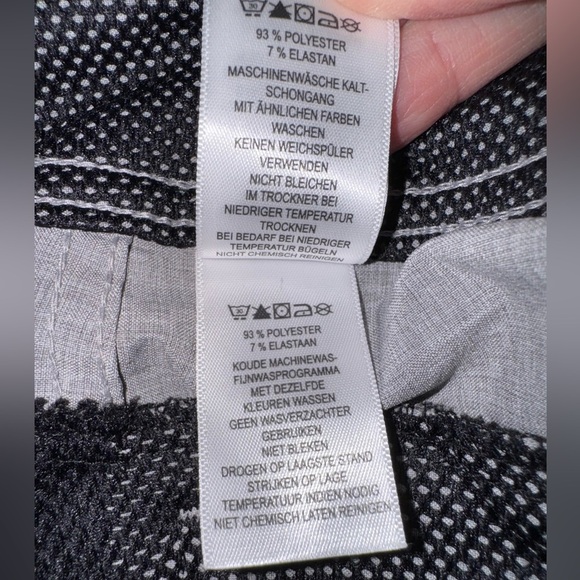 93 % POLYESTER
7 % ELASTAN
MASCHINENWÄSCHE KALT-
SCHONGANG
MIT ÄHNLICHEN FARBEN
WASCHEN
KEINEN WEICHSPÜLER
VERWENDEN
NICHT BLEICHEN
IM TROCKNER BEI
NIEDRIGER TEMPERATUR
TROCKNEN
BEI BEDARF BEI NIEDRIGER
TEMPERATUR BÜGELN
NICHT CHEMISCH REINIGEN
93 % POLYESTER
7 % ELASTAAN
KOUDE MACHINEWAS-
FIJNWASPROGRAMMA
MET DEZELFDE
KLEUREN WASSEN
GEEN WASVERZACHTER
GEBRUIKEN
NIET BLEKEN
DROGEN OP LAAGSTE STAND
STRIJKEN OP LAGE
TEMPERATUUR INDIEN NODIG
NIET CHEMISCH LATEN REINIGEN